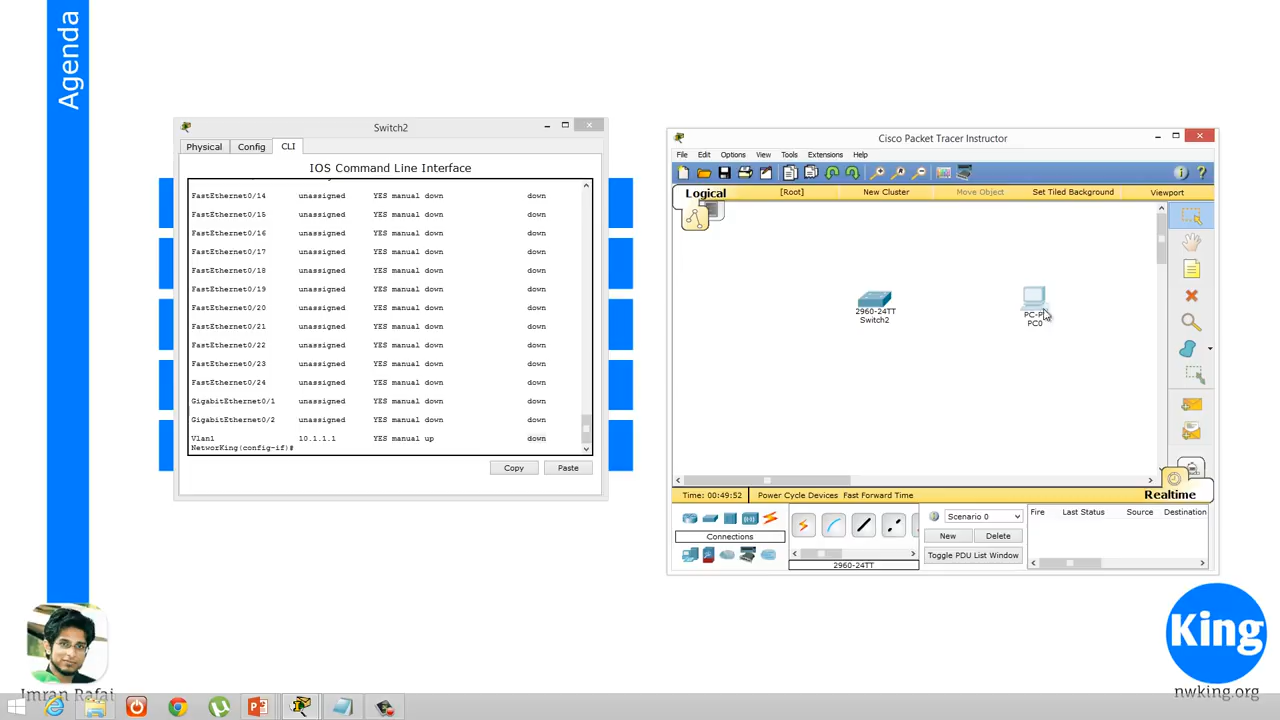 Agenda
Switch2
Physical Config CLI
IOS Command Line Interface
FastEthernet0/14 unassigned YES manual down down
FastEthernet0/15 unassigned YES manual down down
FastEthernet0/16 unassigned YES manual down down
FastEthernet0/17 unassigned YES manual down down
FastEthernet0/18 unassigned YES manual down down
FastEthernet0/19 unassigned YES manual down down
FastEthernet0/20 unassigned YES manual down down
FastEthernet0/21 unassigned YES manual down down
FastEthernet0/22 unassigned YES manual down down
FastEthernet0/23 unassigned YES manual down down
FastEthernet0/24 unassigned YES manual down down
GigabitEthernet0/1 unassigned YES manual down down
GigabitEthernet0/2 unassigned YES manual down down
Vlan1 10.1.1.1 YES manual up down
NetworKing(config-if)#
Copy Paste
Cisco Packet Tracer Instructor
File Edit Options View Tools Extensions Help
Logical [Root] New Cluster Move Object Set Tiled Background Viewport
2960-24TT
Switch2
PC-P
PC0
Time: 00:49:52 Power Cycle Devices Fast Forward Time Realtime
Connections
2960-24TT
Scenario 0
New Delete
Toggle PDU List Window
Fire Last Status Source Destination
Imran Rafai
King
nwking.org